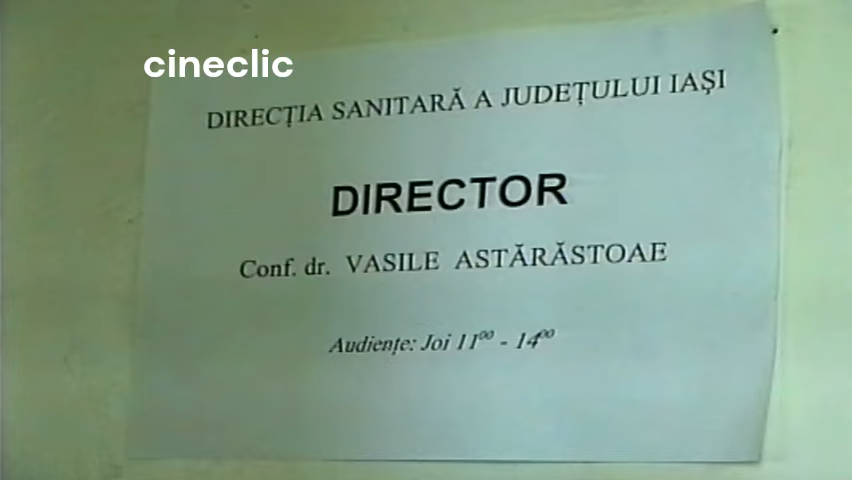 cineclic
DIRECȚIA SANITARĂ A JUDEȚULUI IAȘI
DIRECTOR
Conf. dr. VASILE ASTĂRĂSTOAE
Audiențe: Joi 11⁰⁰ - 14⁰⁰